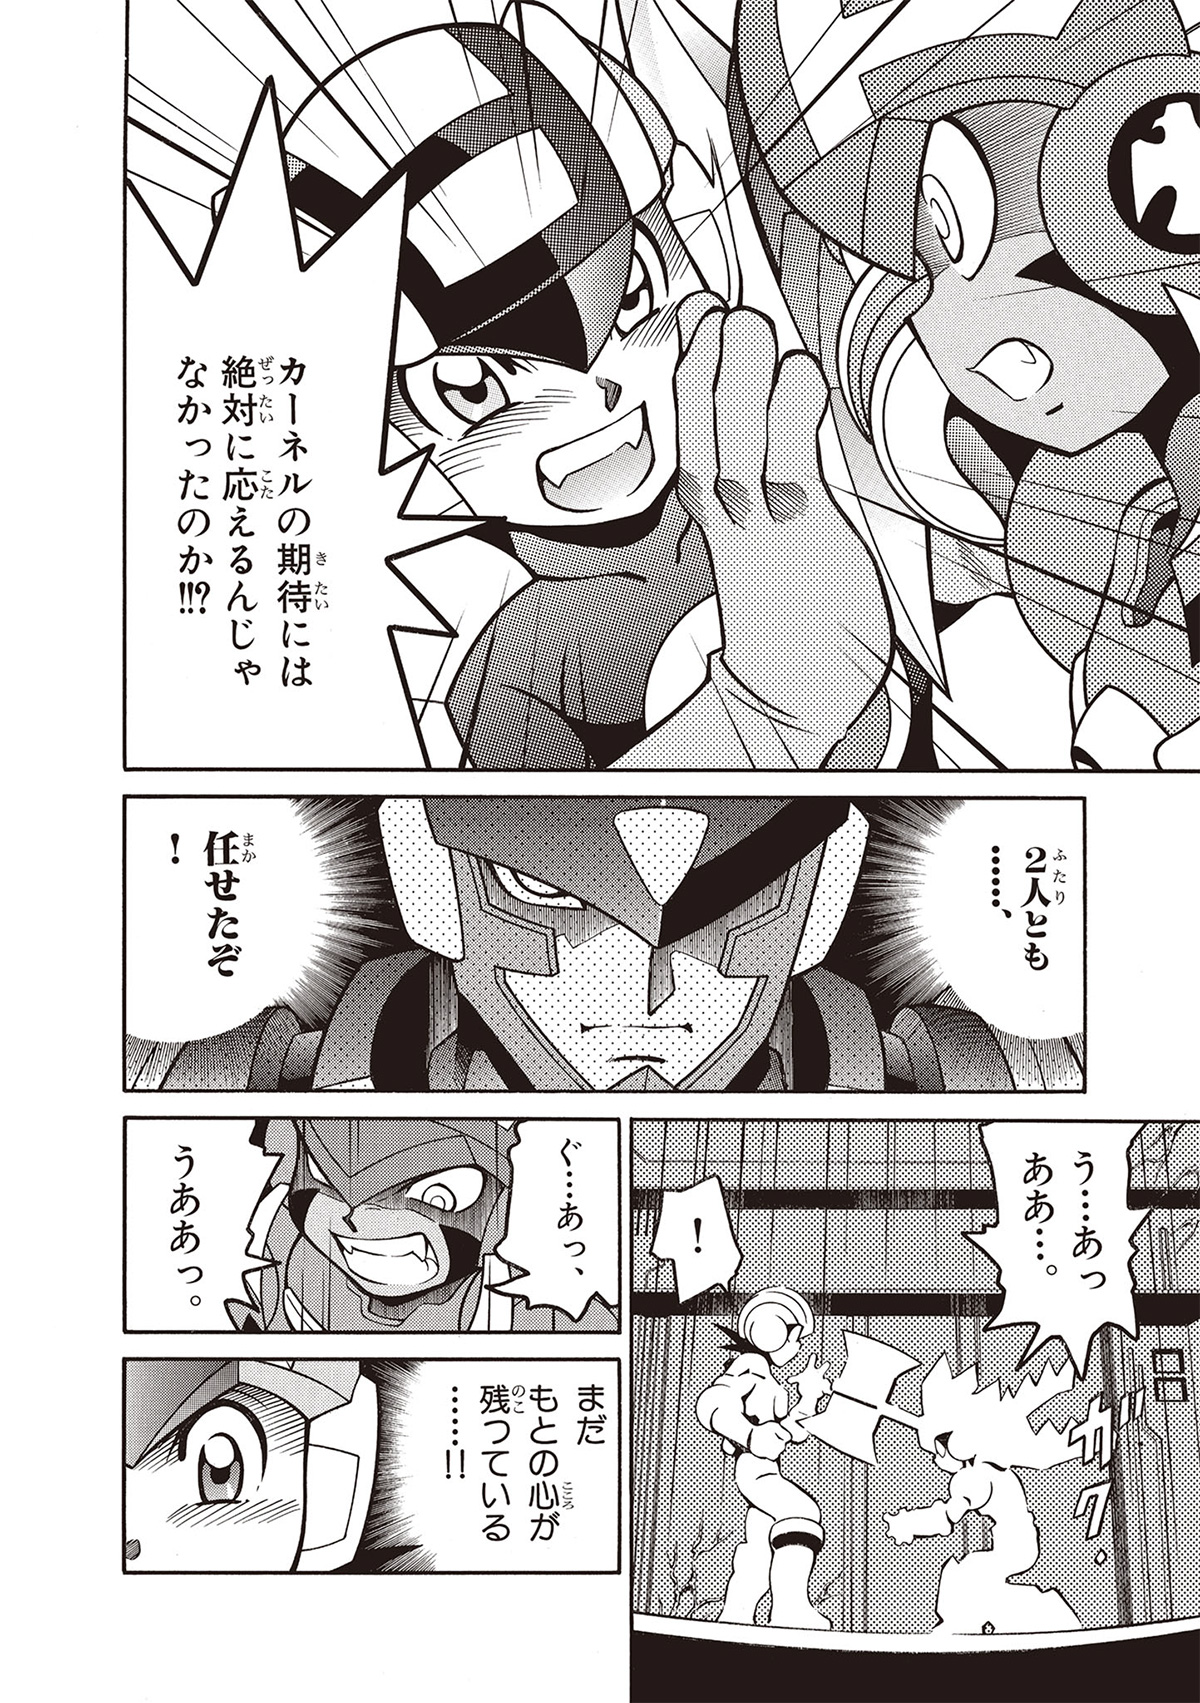 カーネルの期待には
絶対に応えるんじゃ
なかったのか!!?
2人とも
……、
任せたぞ
!
う…あっ
ああ…。
!
ガクッ
ぐ…あっ、
うああっ。
まだ
もとの心が
残っている
……!!